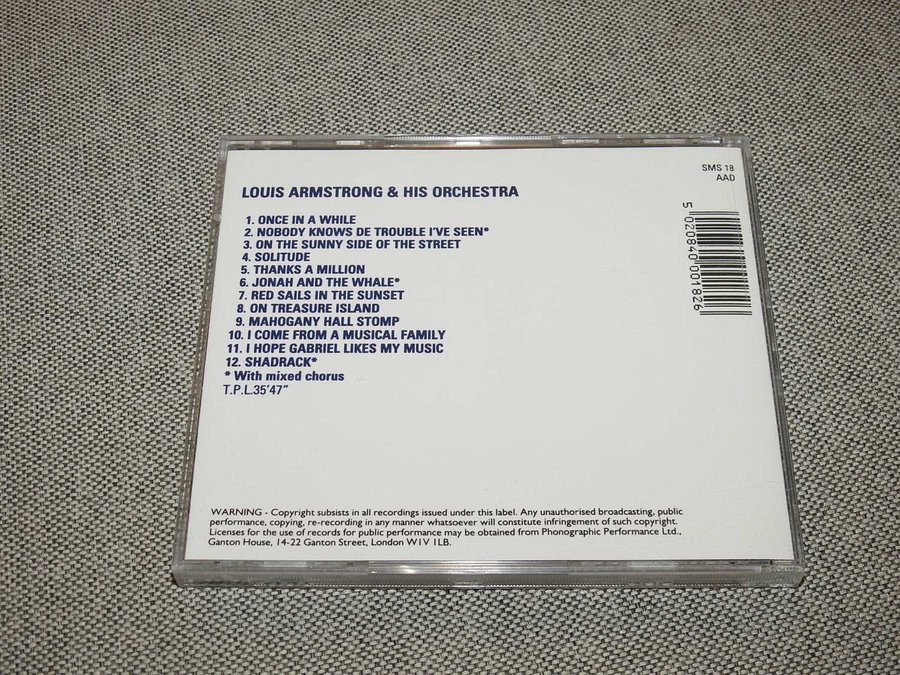 SMS 18
AAD
LOUIS ARMSTRONG & HIS ORCHESTRA
1. ONCE IN A WHILE
2. NOBODY KNOWS DE TROUBLE I'VE SEEN*
3. ON THE SUNNY SIDE OF THE STREET
4. SOLITUDE
5. THANKS A MILLION
6. JONAH AND THE WHALE*
7. RED SAILS IN THE SUNSET
8. ON TREASURE ISLAND
9. MAHOGANY HALL STOMP
10. I COME FROM A MUSICAL FAMILY
11. I HOPE GABRIEL LIKES MY MUSIC
12. SHADRACK*
* With mixed chorus
T.P.L.35'47"
5 020840 001826
WARNING - Copyright subsists in all recordings issued under this label. Any unauthorised broadcasting, public
performance, copying, re-recording in any manner whatsoever will constitute infringement of such copyright.
Licenses for the use of records for public performance may be obtained from Phonographic Performance Ltd.,
Ganton House, 14-22 Ganton Street, London W1V 1LB.